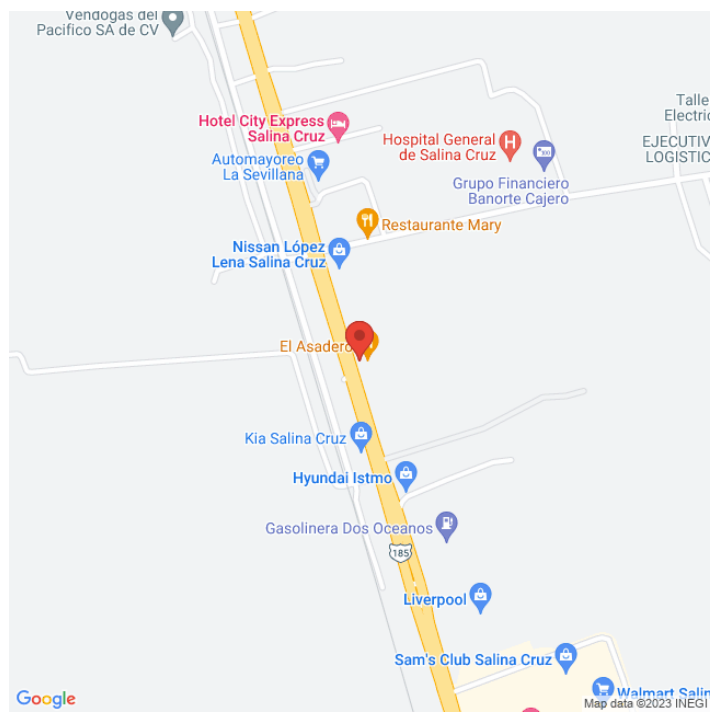 Vendogas del
Pacifico SA de CV
Hotel City Express
Salina Cruz
Automayoreo
La Sevillana
Hospital General
de Salina Cruz
H
Grupo Financiero
Banorte Cajero
Restaurante Mary
Nissan López
Lena Salina Cruz
El Asadero
Kia Salina Cruz
Hyundai Istmo
Gasolinera Dos Oceanos
185
Liverpool
Sam's Club Salina Cruz
Walmart Salin
Google
Map data ©2023 INEGI
Talle
Electric
EJECUTIV
LOGISTIC